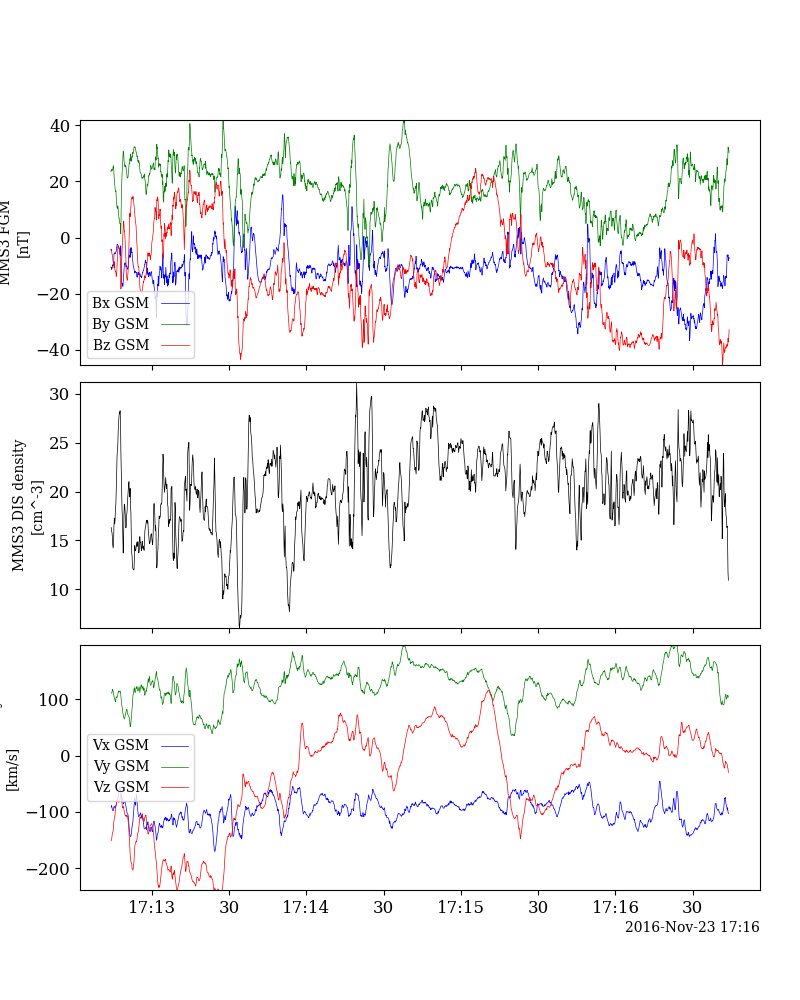 40
20
0
−20
−40
MMS3 FGM
[nT]
Bx GSM
By GSM
Bz GSM
30
25
20
15
10
MMS3 DIS density
[cm^-3]
100
0
−100
−200
[km/s]
Vx GSM
Vy GSM
Vz GSM
17:13 30 17:14 30 17:15 30 17:16 30
2016-Nov-23 17:16